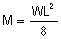 M = WL²/8